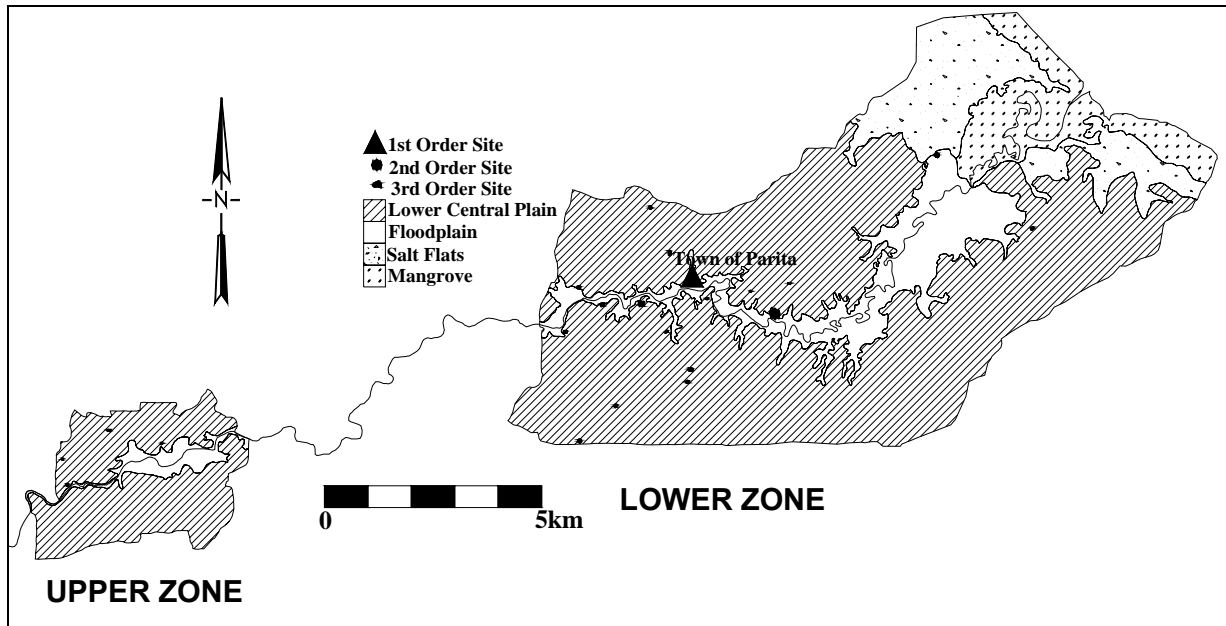 1st Order Site
2nd Order Site
3rd Order Site
-N-
Lower Central Plain
Floodplain
Town of Parita
Salt Flats
Mangrove
LOWER ZONE
0
5km
UPPER ZONE